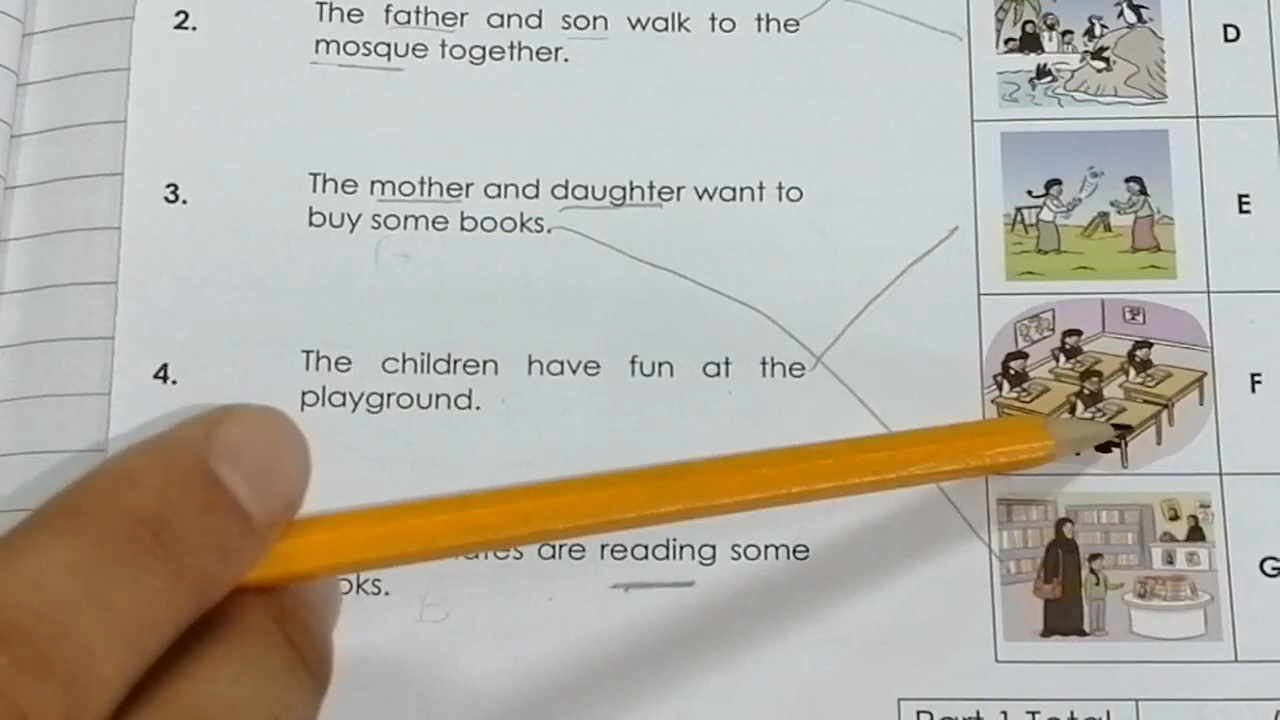 2. The father and son walk to the
mosque together.
D
3. The mother and daughter want to
buy some books.
E
4. The children have fun at the
playground.
F
are reading some
G